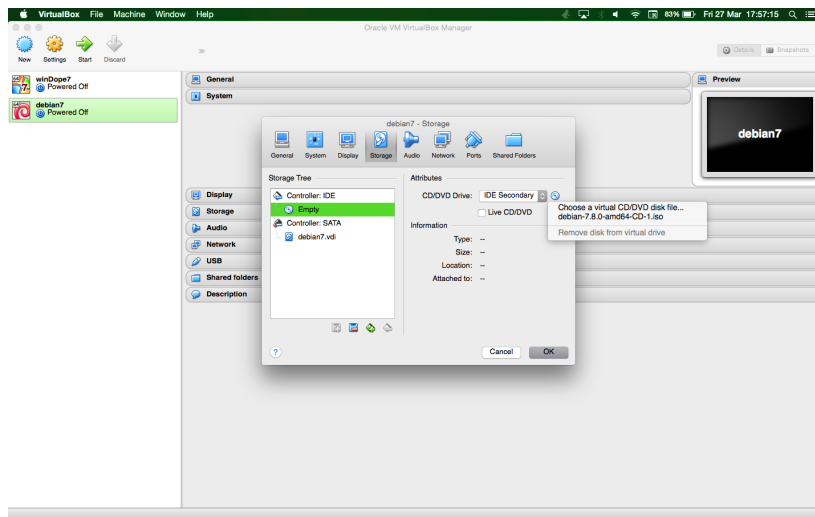 VirtualBox File Machine Window Help
83% Fri 27 Mar 17:57:15
Oracle VM VirtualBox Manager
New Settings Start Discard
»
Details Snapshots
64
7
winDope7
Powered Off
64
debian7
Powered Off
General
System
Display
Storage
Audio
Network
USB
Shared folders
Description
Preview
debian7
debian7 - Storage
General System Display Storage Audio Network Ports Shared Folders
Storage Tree
Controller: IDE
Empty
Controller: SATA
debian7.vdi
Attributes
CD/DVD Drive: IDE Secondary
Live CD/DVD
Information
Type: --
Size: --
Location: --
Attached to: --
Choose a virtual CD/DVD disk file...
debian-7.8.0-amd64-CD-1.iso
Remove disk from virtual drive
?
Cancel OK